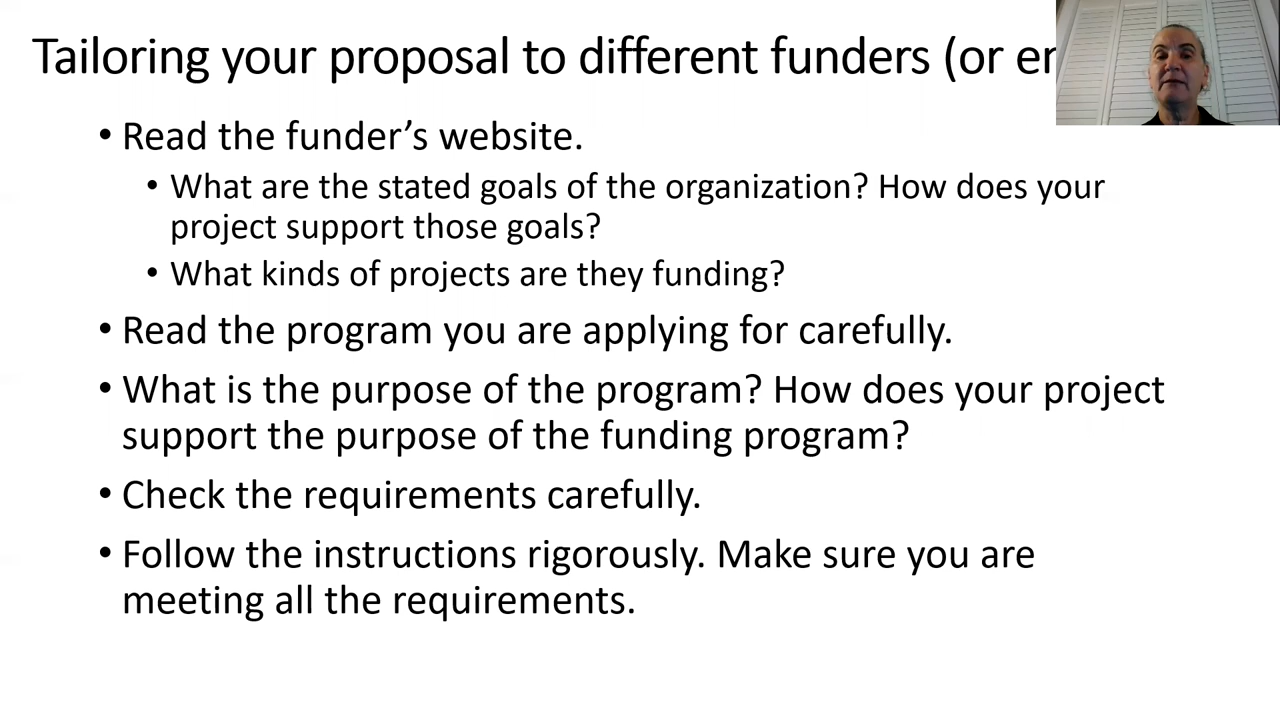 Tailoring your proposal to different funders (or
• Read the funder’s website.
• What are the stated goals of the organization? How does your
project support those goals?
• What kinds of projects are they funding?
• Read the program you are applying for carefully.
• What is the purpose of the program? How does your project
support the purpose of the funding program?
• Check the requirements carefully.
• Follow the instructions rigorously. Make sure you are
meeting all the requirements.